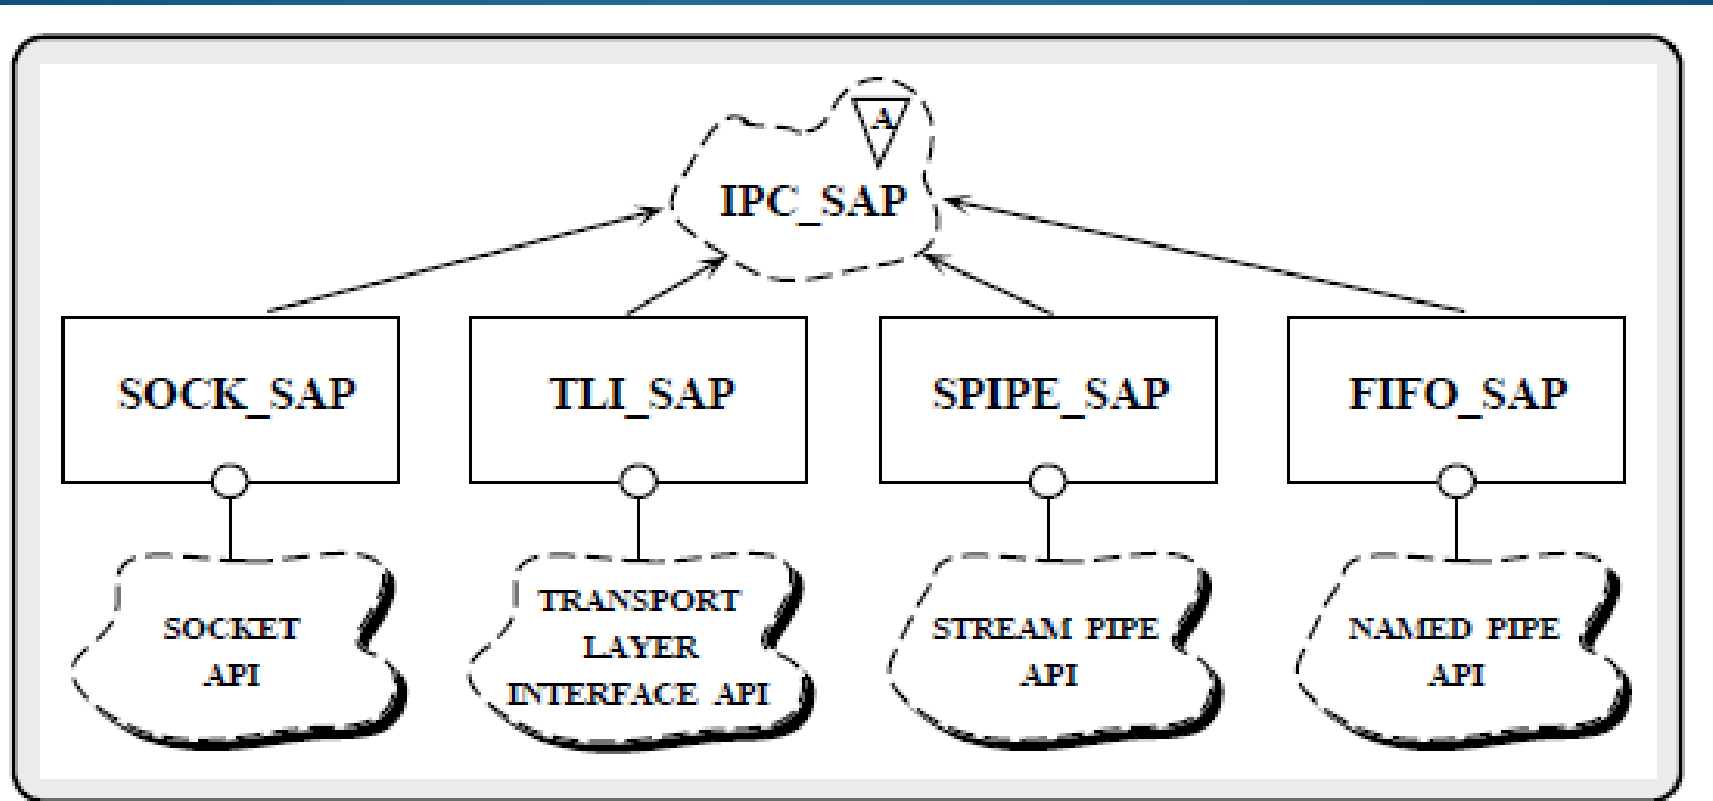 A
IPC_SAP
SOCK_SAP
TLI_SAP
SPIPE_SAP
FIFO_SAP
SOCKET
API
TRANSPORT
LAYER
INTERFACE API
STREAM PIPE
API
NAMED PIPE
API